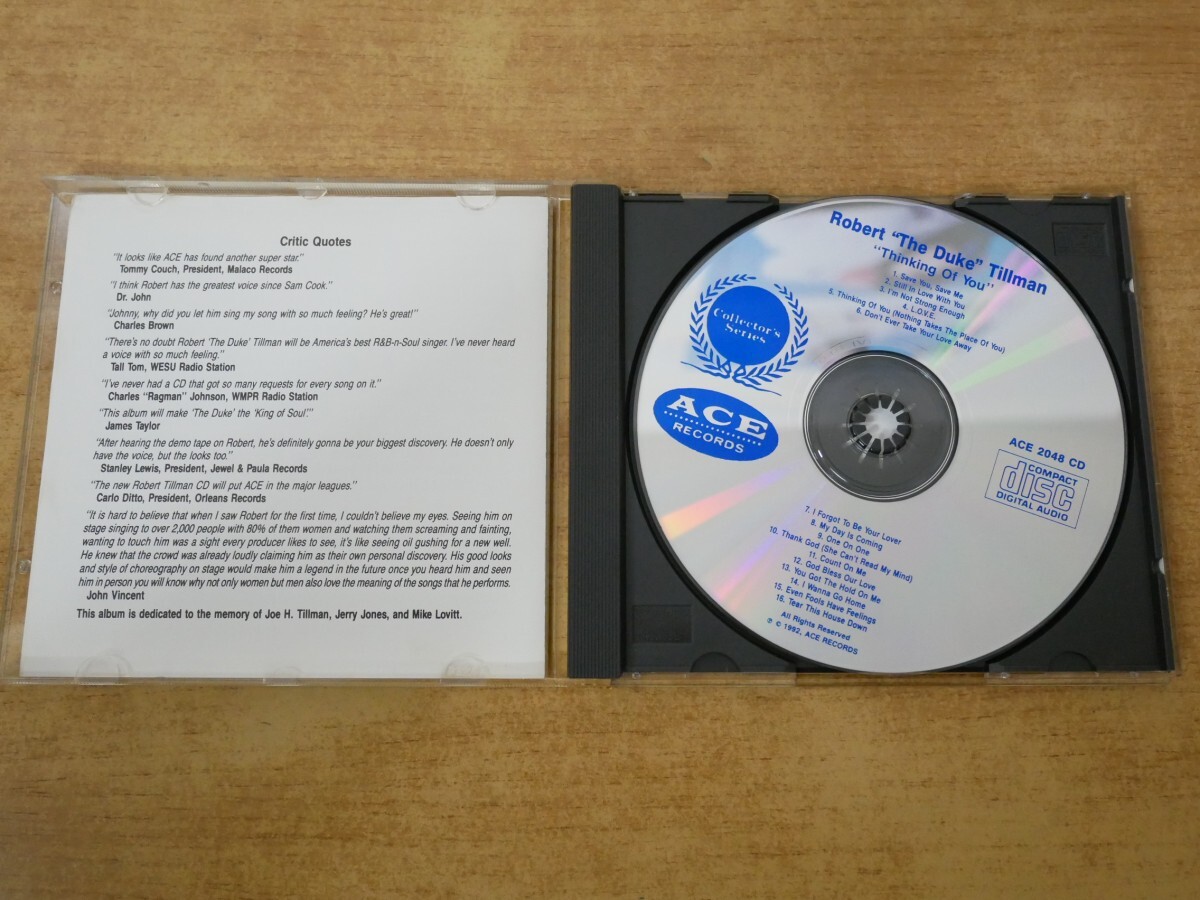 Critic Quotes
"It looks like ACE has found another super star."
Tommy Couch, President, Malaco Records
"I think Robert has the greatest voice since Sam Cook."
Dr. John
"Johnny, why did you let him sing my song with so much feeling? He's great!"
Charles Brown
"There's no doubt Robert 'The Duke' Tillman will be America's best R&B-n-Soul singer. I've never heard
a voice with so much feeling."
Tall Tom, WESU Radio Station
"I've never had a CD that got so many requests for every song on it."
Charles "Ragman" Johnson, WMPR Radio Station
"This album will make 'The Duke' the 'King of Soul'."
James Taylor
"After hearing the demo tape on Robert, he's definitely gonna be your biggest discovery. He doesn't only
have the voice, but the looks too."
Stanley Lewis, President, Jewel & Paula Records
"The new Robert Tillman CD will put ACE in the major leagues."
Carlo Ditto, President, Orleans Records
"It is hard to believe that when I saw Robert for the first time, I couldn't believe my eyes. Seeing him on
stage singing to over 2,000 people with 80% of them women and watching them screaming and fainting,
wanting to touch him was a sight every producer likes to see, it's like seeing oil gushing for a new well.
He knew that the crowd was already loudly claiming him as their own personal discovery. His good looks
and style of choreography on stage would make him a legend in the future once you heard him and seen
him in person you will know why not only women but men also love the meaning of the songs that he performs.
John Vincent
This album is dedicated to the memory of Joe H. Tillman, Jerry Jones, and Mike Lovitt.
Robert "The Duke" Tillman
"Thinking Of You"
1. Save You, Save Me
2. Still In Love With You
3. I'm Not Strong Enough
4. L.O.V.E.
5. Thinking Of You (Nothing Takes The Place Of You)
6. Don't Ever Take Your Love Away
Collector's
Series
ACE
RECORDS
ACE 2048 CD
COMPACT
disc
DIGITAL AUDIO
7. I Forgot To Be Your Lover
8. My Day Is Coming
9. One On One
10. Thank God (She Can't Read My Mind)
11. Count On Me
12. God Bless Our Love
13. You Got The Hold On Me
14. I Wanna Go Home
15. Even Fools Have Feelings
16. Tear This House Down
All Rights Reserved
℗ © 1992, ACE RECORDS